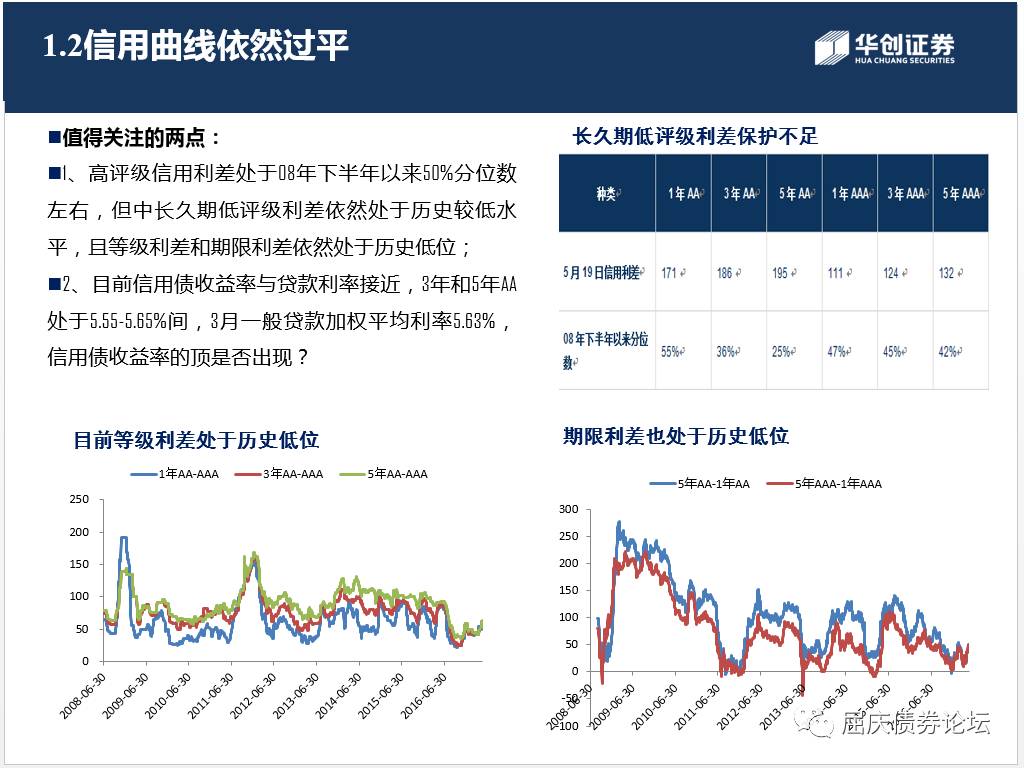 1.2信用曲线依然过平
华创证券
HUA CHUANG SECURITIES
■值得关注的两点：
■1、高评级信用利差处于08年下半年以来50%分位数
左右，但中长久期低评级利差依然处于历史较低水
平，且等级利差和期限利差依然处于历史低位；
■2、目前信用债收益率与贷款利率接近，3年和5年AA
处于5.55-5.65%间，3月一般贷款加权平均利率5.63%，
信用债收益率的顶是否出现？
长久期低评级利差保护不足
种类 1年AA 3年AA 5年AA 1年AAA 3年AAA 5年AAA
5月19日信用利差 171 186 195 111 124 132
08年下半年以来分位
数 55% 36% 25% 47% 45% 42%
目前等级利差处于历史低位
1年AA-AAA 3年AA-AAA 5年AA-AAA
250
200
150
100
50
0
2008-06-30 2009-06-30 2010-06-30 2011-06-30 2012-06-30 2013-06-30 2014-06-30 2015-06-30 2016-06-30
期限利差也处于历史低位
5年AA-1年AA 5年AAA-1年AAA
300
250
200
150
100
50
0
-50
-100
2008-06-30 2009-06-30 2010-06-30 2011-06-30 2012-06-30 2013-06-30
屈庆债券论坛